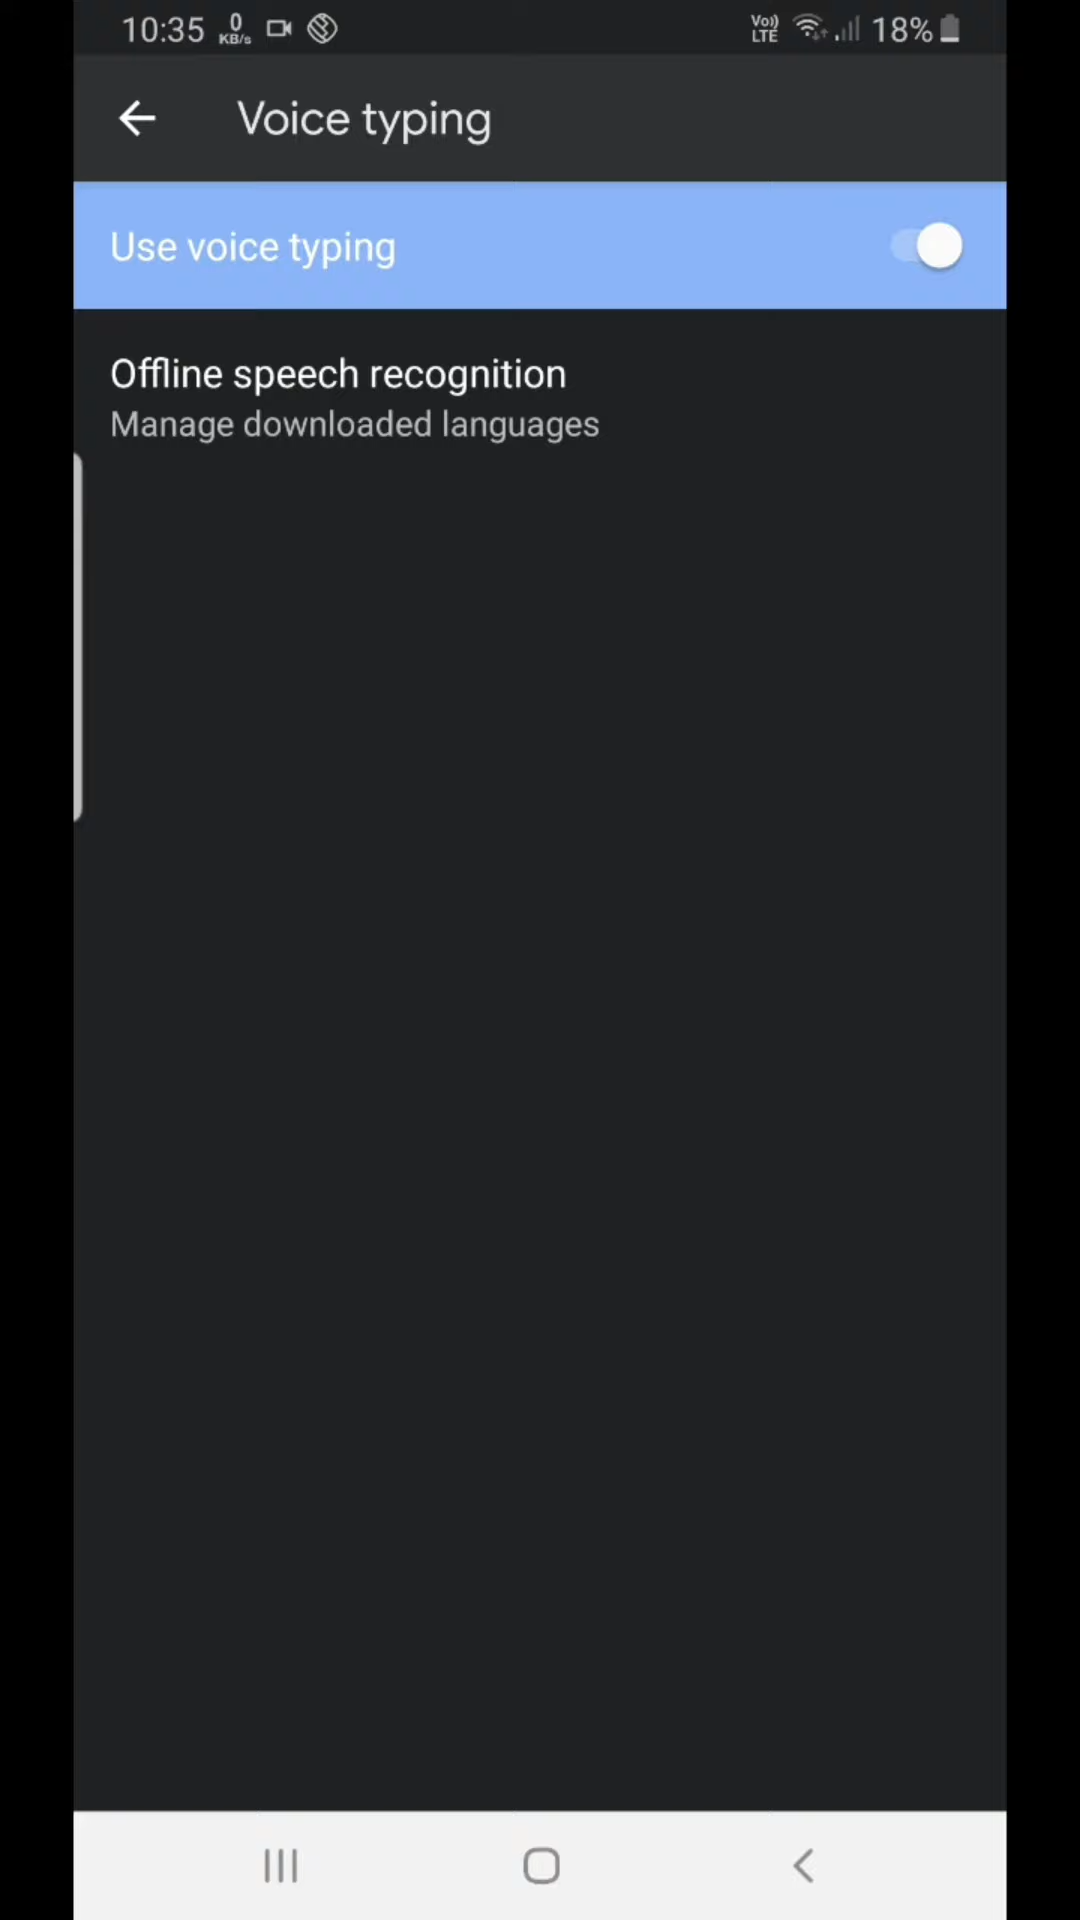 10:35 0 KB/s Vo)) LTE 18%
Voice typing
Use voice typing
Offline speech recognition
Manage downloaded languages